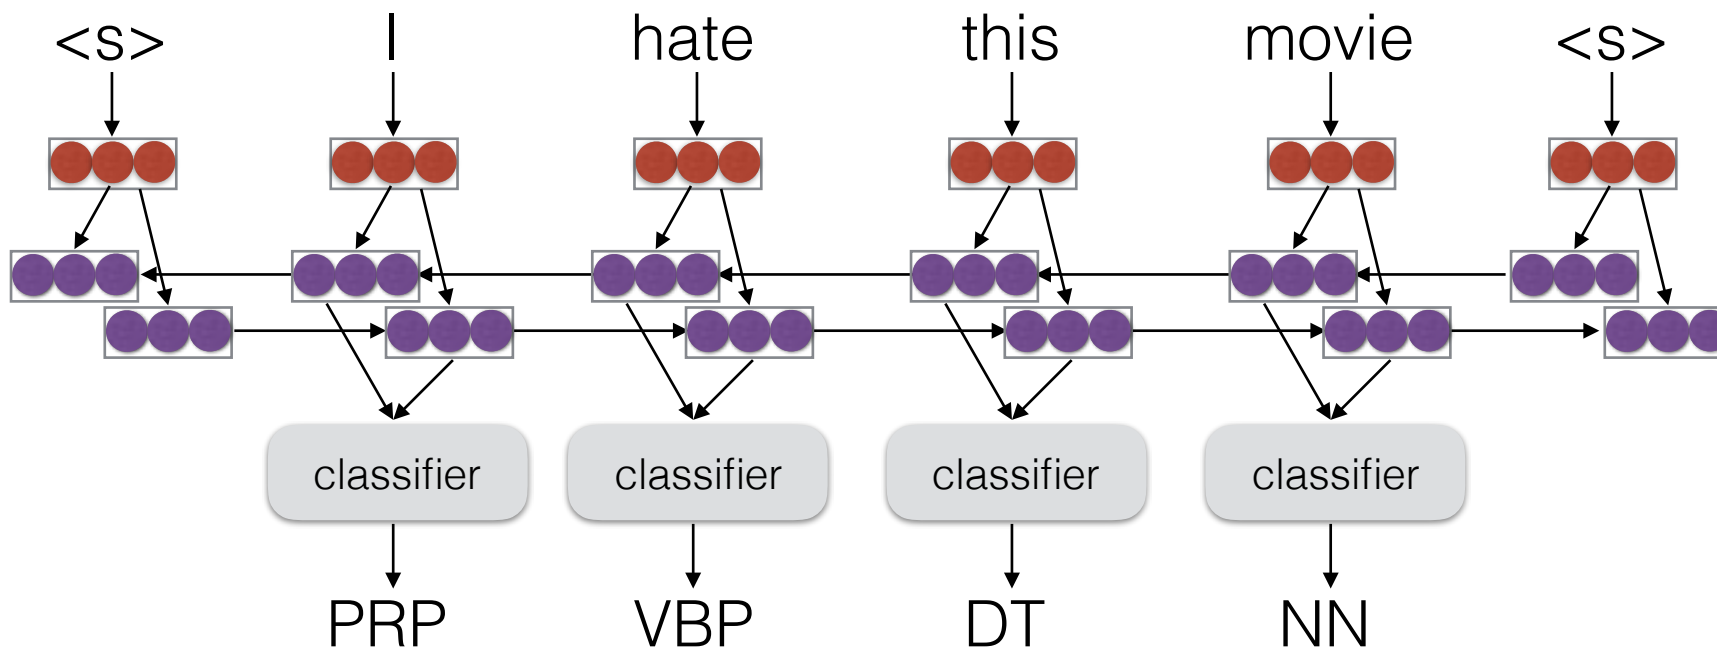 <s> I hate this movie <s>
classifier classifier classifier classifier
PRP VBP DT NN